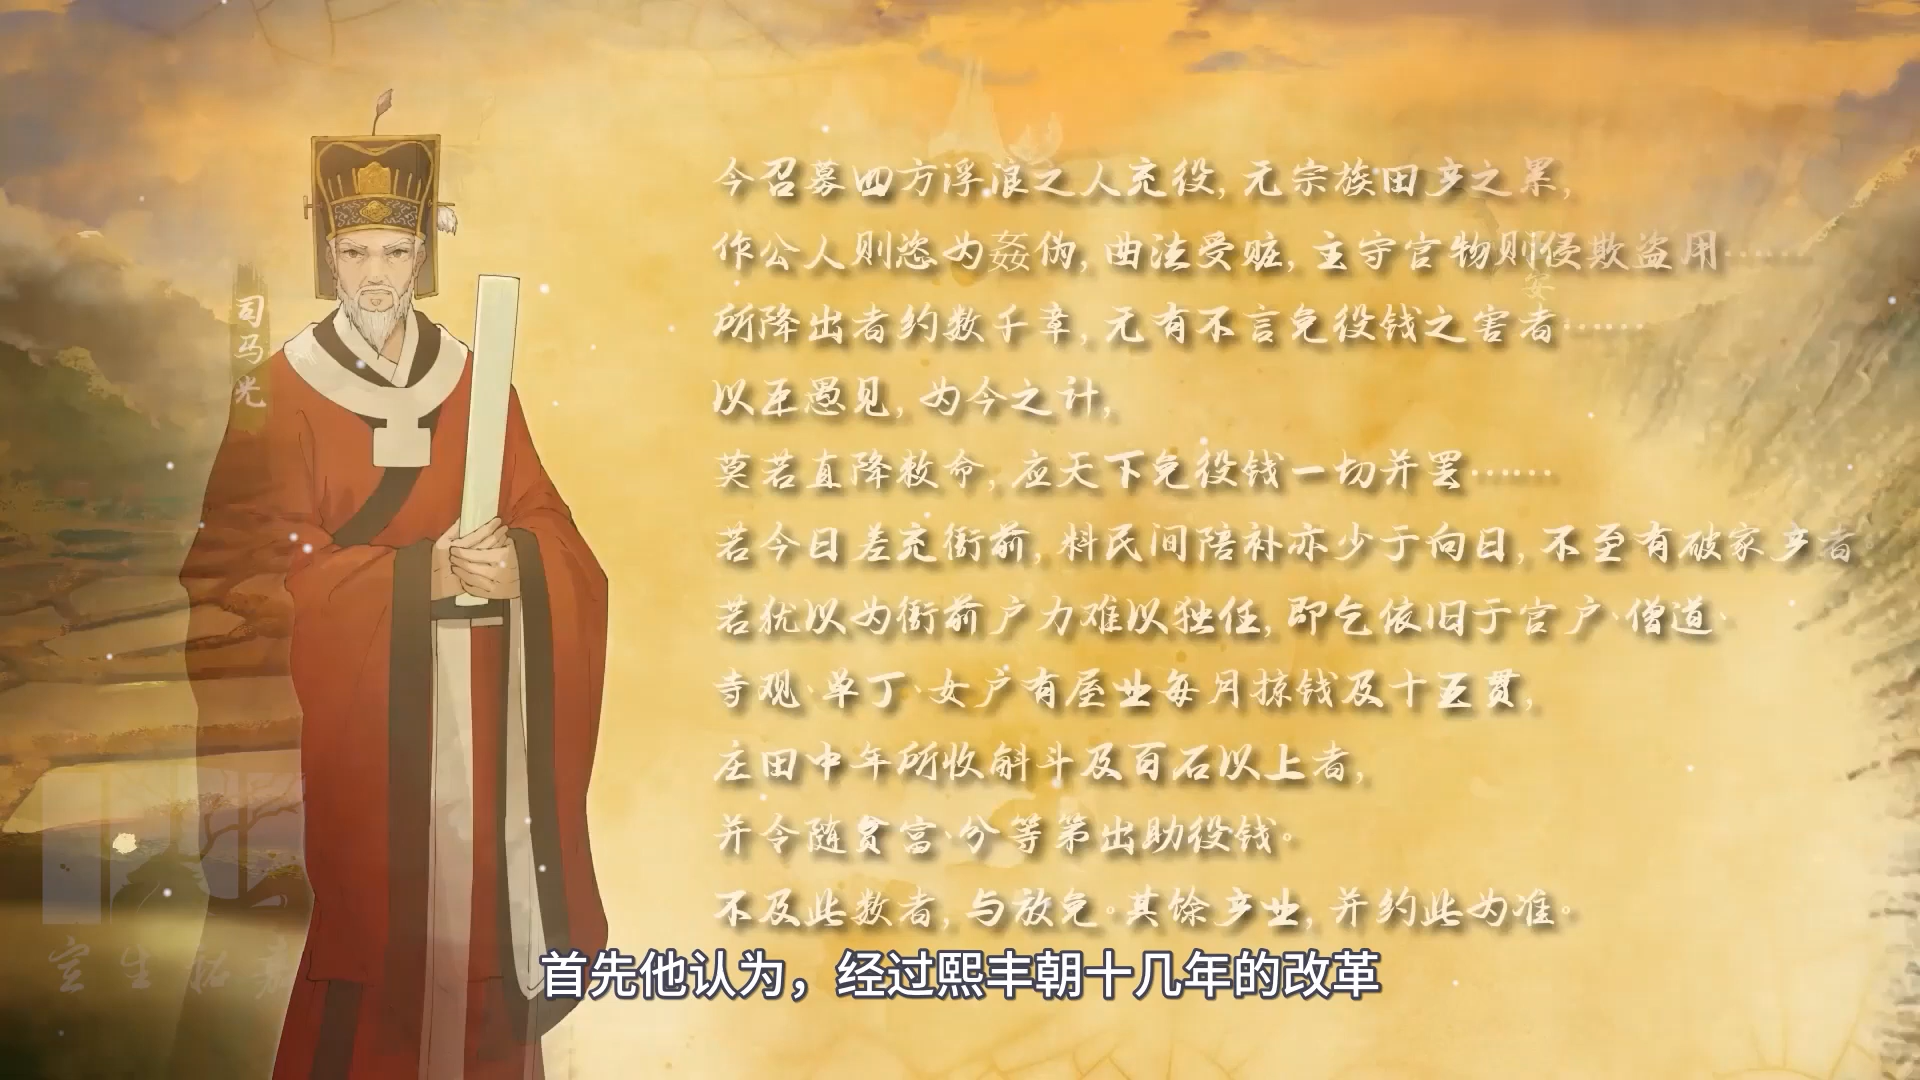 司马光
今召募四方浮浪之人充役，无宗族田产之累，
作公人则恣为姦伪，曲法受赃，主守官物则侵欺盗用……
所降出者约数千章，无有不言免役钱之害者……
以臣愚见，为今之计，
莫若直降敕命，应天下免役钱一切并罢……
若今日差充衙前，料民间陪补亦少于向日，不至有破家产者。
若犹以为衙前户力难以独任，即乞依旧于官户、僧道、
寺观、单丁、女户有屋业每月掠钱及十五贯，
庄田中年所收斛斗及百石以上者，
并令随贫富、分等第出助役钱。
不及此数者，与放免。其馀产业，并约此为准。
首先他认为，经过熙丰朝十几年的改革